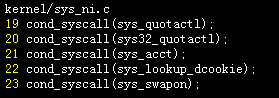 kernel/sys_ni.c
19 cond_syscall(sys_quotactl);
20 cond_syscall(sys32_quotactl);
21 cond_syscall(sys_acct);
22 cond_syscall(sys_lookup_dcookie);
23 cond_syscall(sys_swapon);